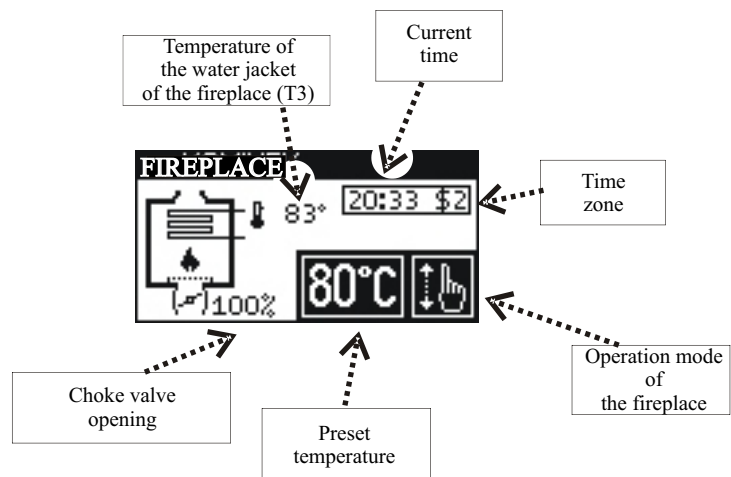 Temperature of
the water jacket
of the fireplace (T3)
Current
time
FIREPLACE
83°
20:33 $2
Time
zone
80°C
100%
Operation mode
of
the fireplace
Choke valve
opening
Preset
temperature